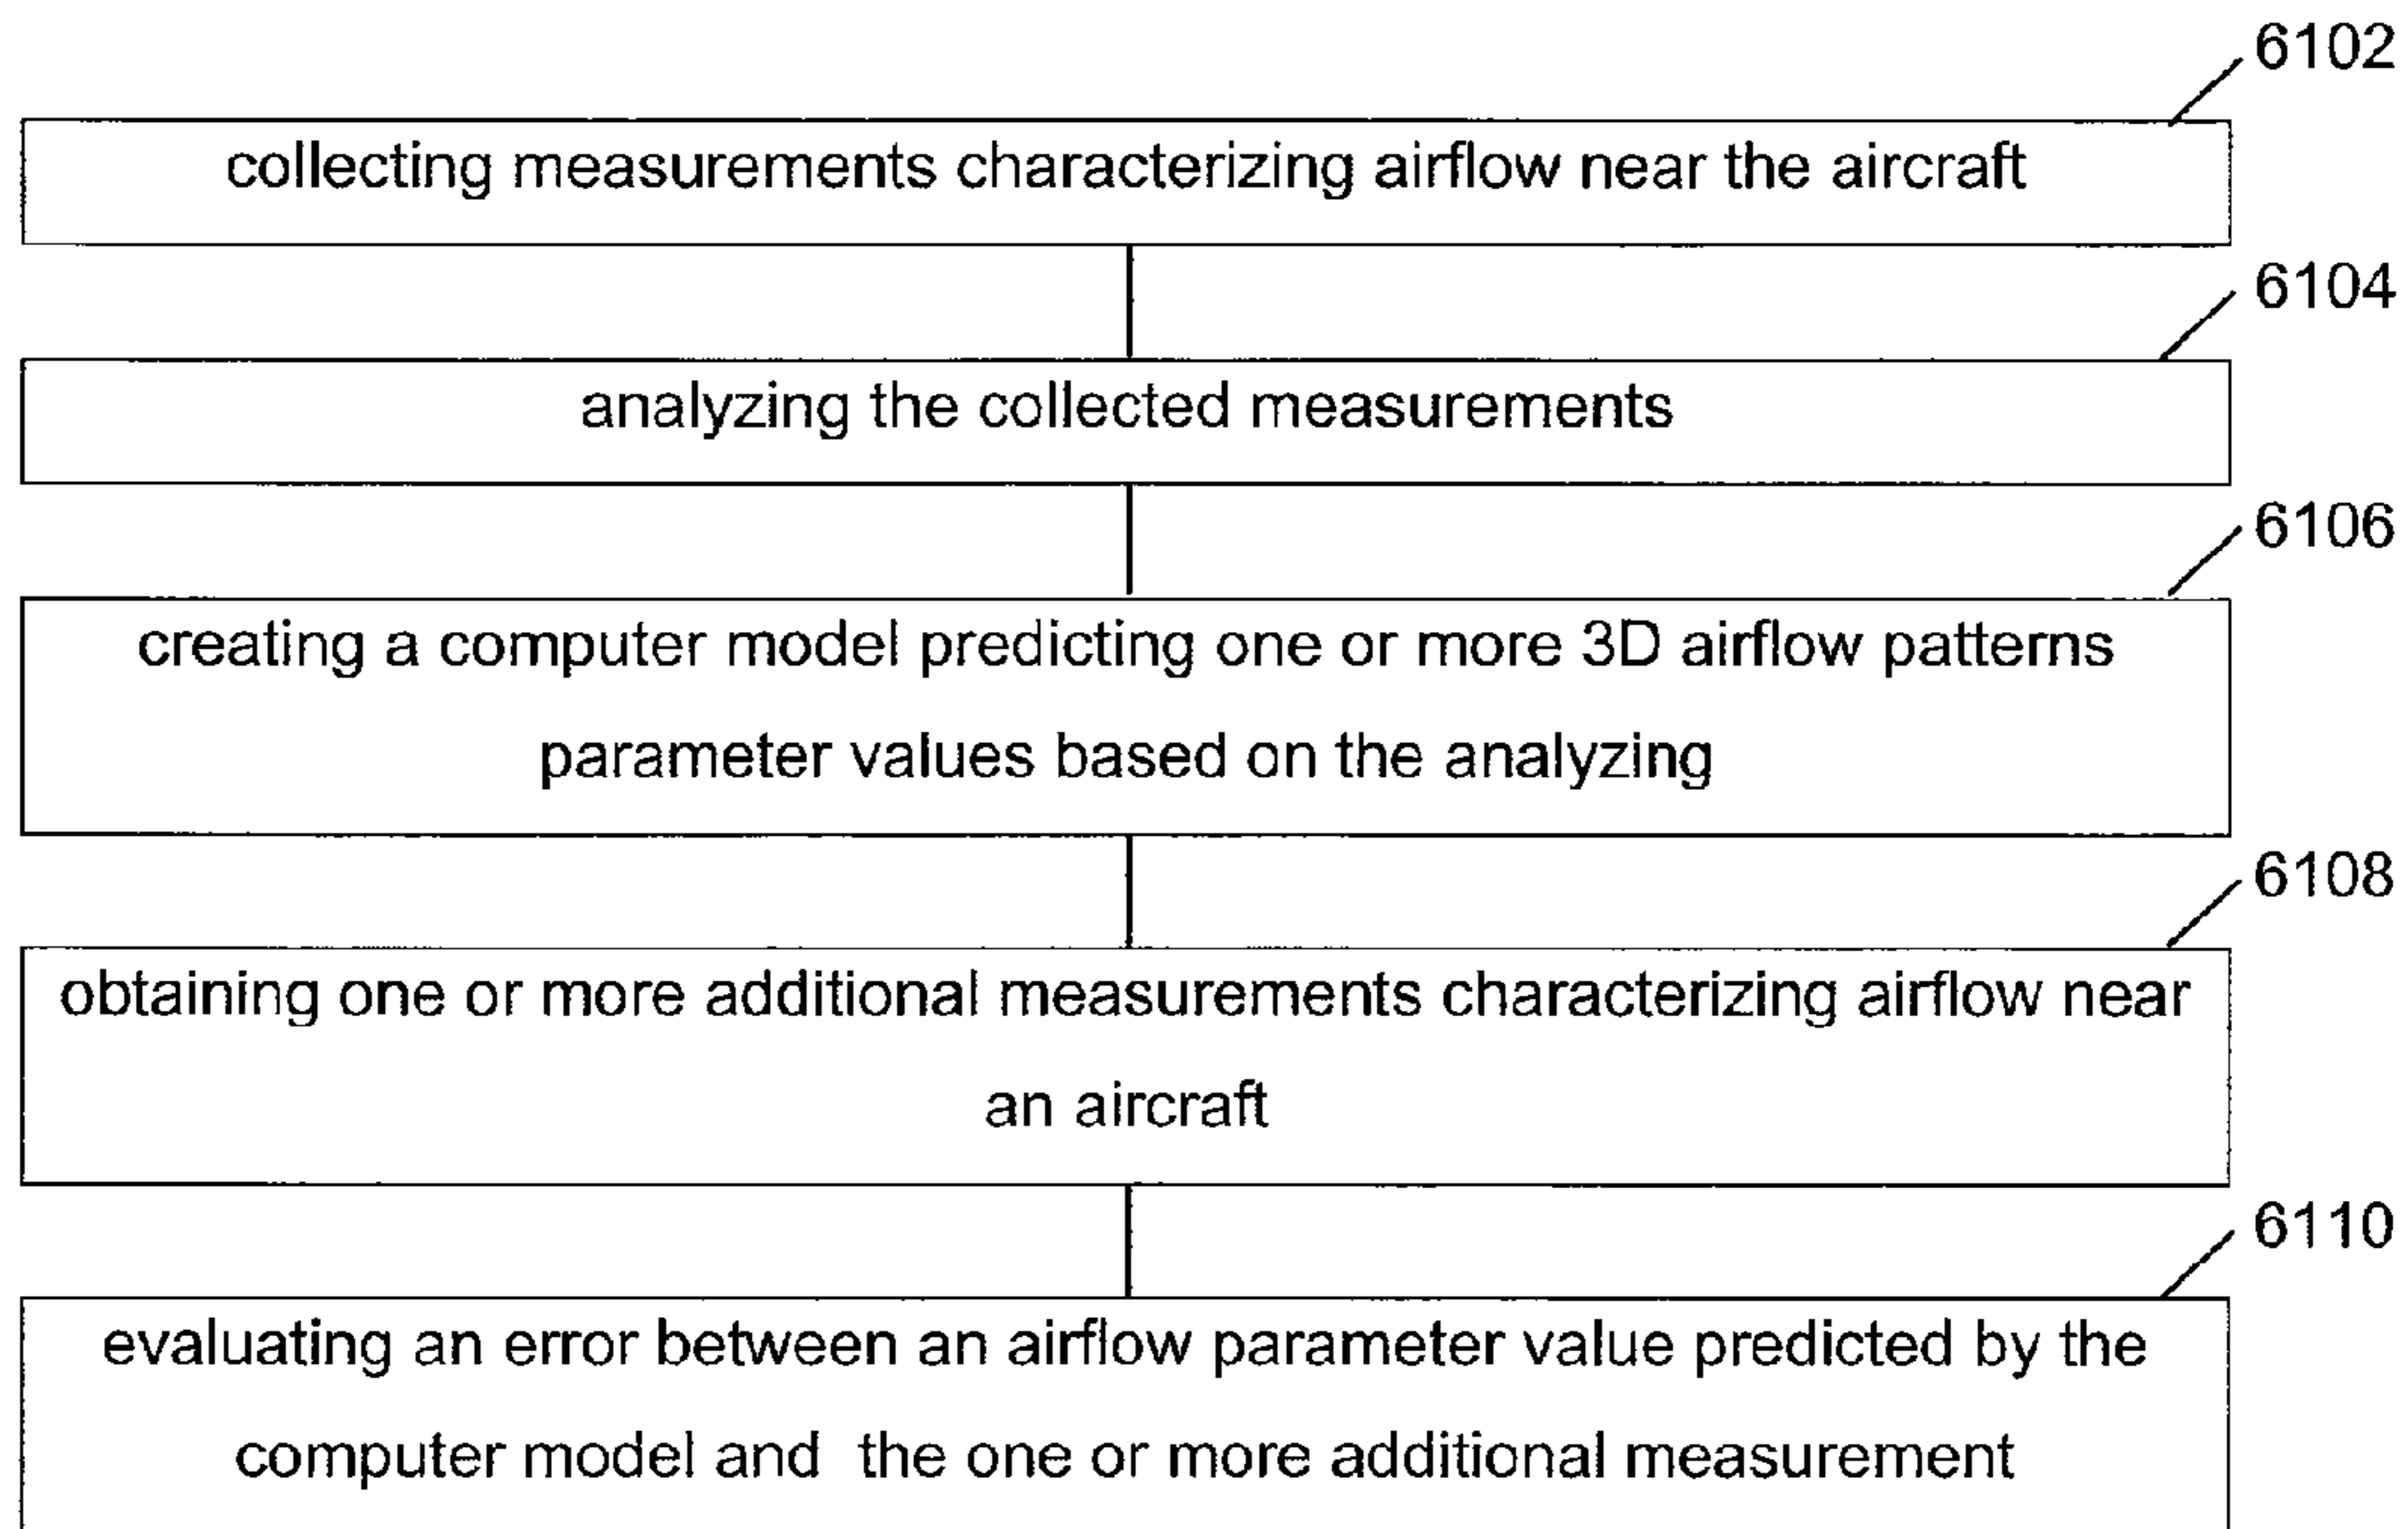 6102
collecting measurements characterizing airflow near the aircraft
6104
analyzing the collected measurements
6106
creating a computer model predicting one or more 3D airflow patterns
parameter values based on the analyzing
6108
obtaining one or more additional measurements characterizing airflow near
an aircraft
6110
evaluating an error between an airflow parameter value predicted by the
computer model and the one or more additional measurement